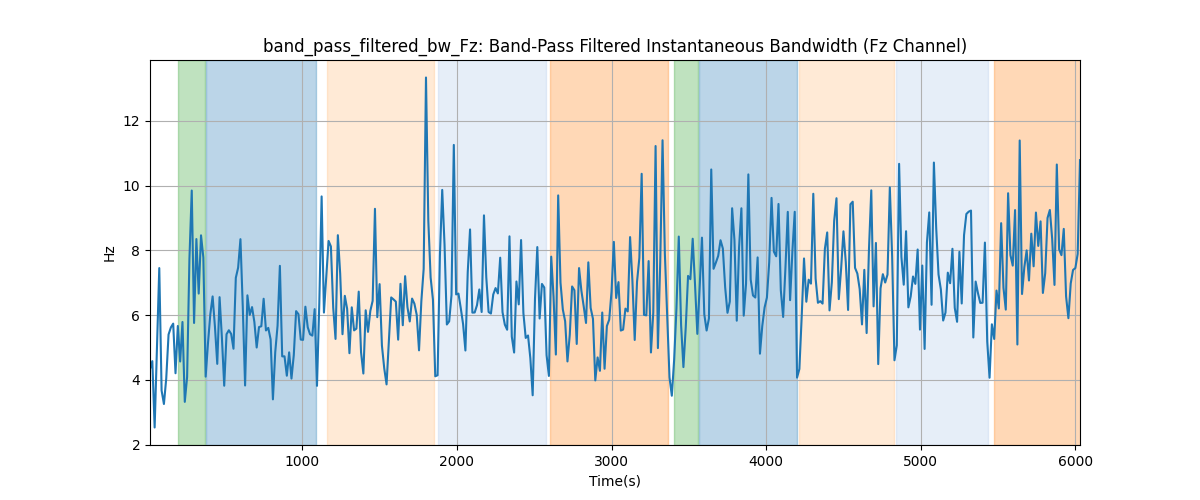 band_pass_filtered_bw_Fz: Band-Pass Filtered Instantaneous Bandwidth (Fz Channel)
12
10
8
6
4
2
Hz
1000 2000 3000 4000 5000 6000
Time(s)